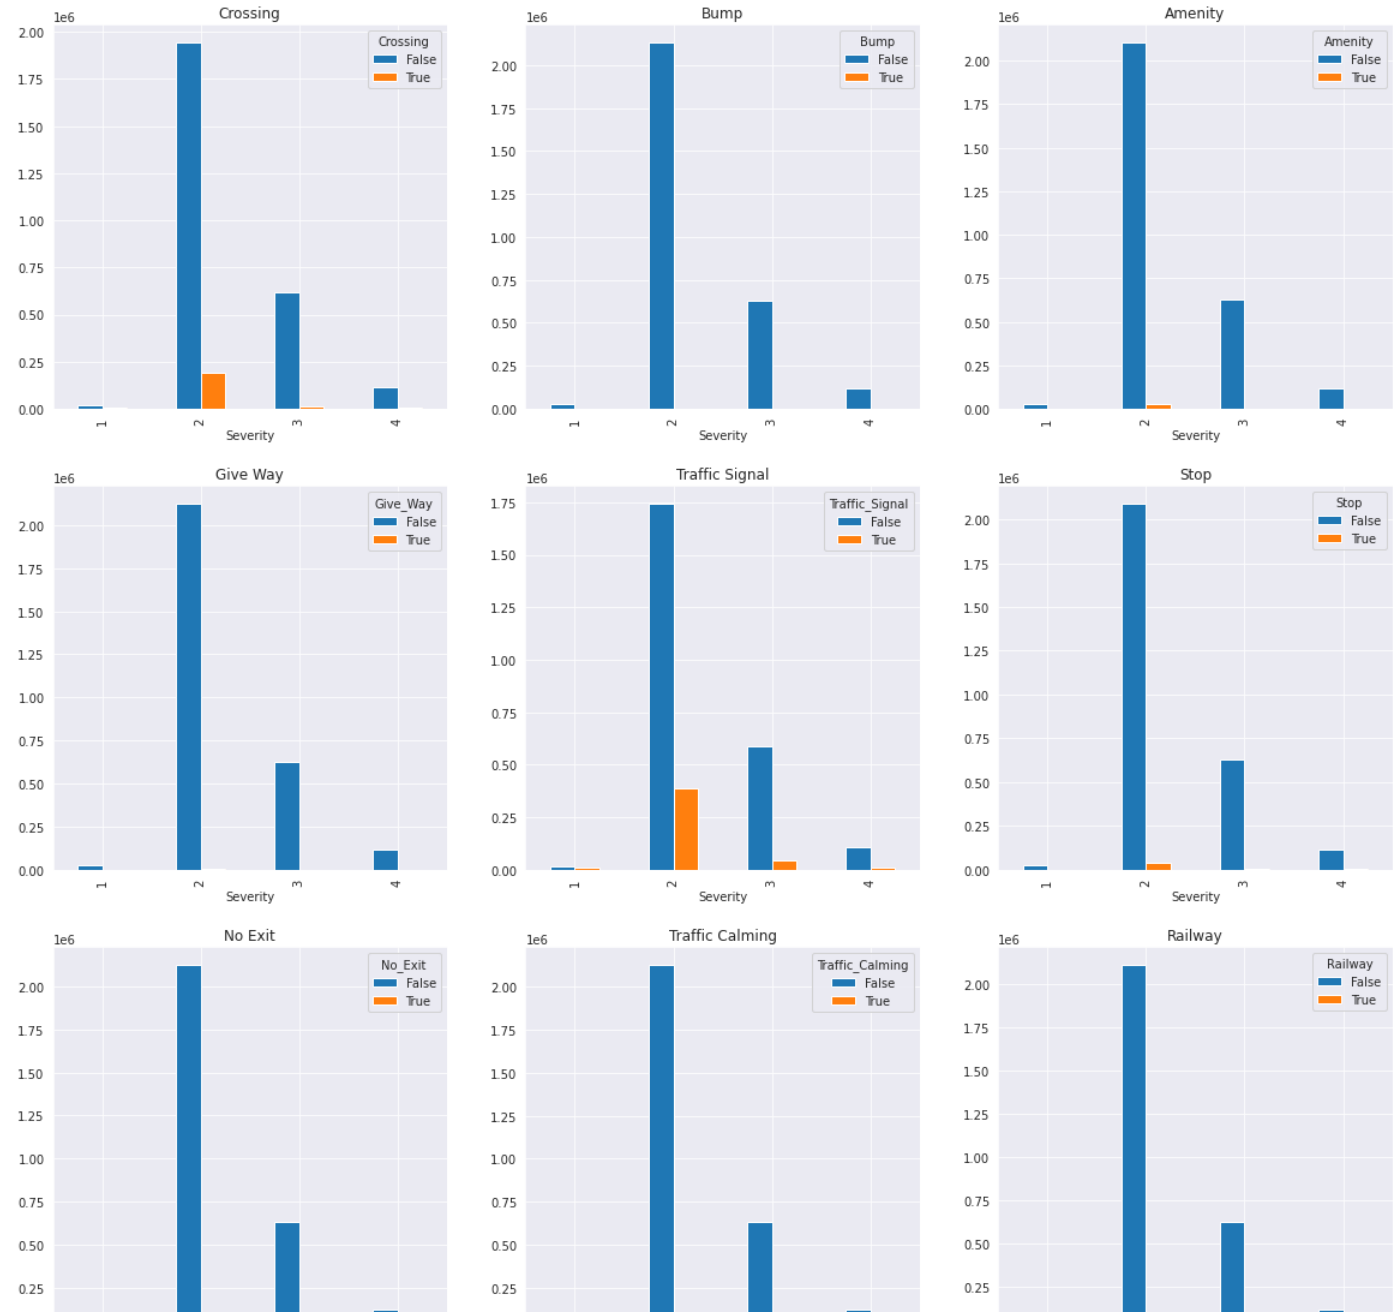 Crossing
1e6
Crossing
False
True
2.00
1.75
1.50
1.25
1.00
0.75
0.50
0.25
0.00
1
2
3
4
Severity
Bump
1e6
Bump
False
True
2.00
1.75
1.50
1.25
1.00
0.75
0.50
0.25
0.00
1
2
3
4
Severity
Amenity
1e6
Amenity
False
True
2.00
1.75
1.50
1.25
1.00
0.75
0.50
0.25
0.00
1
2
3
4
Severity
Give Way
1e6
Give_Way
False
True
2.00
1.75
1.50
1.25
1.00
0.75
0.50
0.25
0.00
1
2
3
4
Severity
Traffic Signal
1e6
Traffic_Signal
False
True
1.75
1.50
1.25
1.00
0.75
0.50
0.25
0.00
1
2
3
4
Severity
Stop
1e6
Stop
False
True
2.00
1.75
1.50
1.25
1.00
0.75
0.50
0.25
0.00
1
2
3
4
Severity
No Exit
1e6
No_Exit
False
True
2.00
1.75
1.50
1.25
1.00
0.75
0.50
0.25
Traffic Calming
1e6
Traffic_Calming
False
True
2.00
1.75
1.50
1.25
1.00
0.75
0.50
0.25
Railway
1e6
Railway
False
True
2.00
1.75
1.50
1.25
1.00
0.75
0.50
0.25